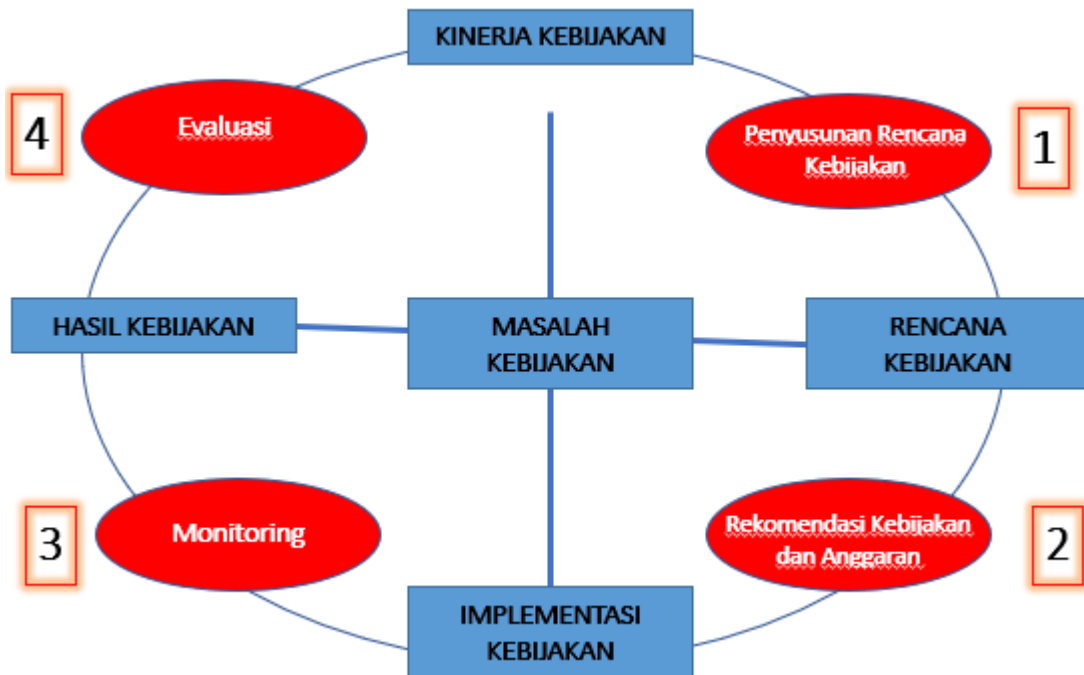 KINERJA KEBIJAKAN
4
Evaluasi
Penyusunan Rencana
Kebijakan
1
HASIL KEBIJAKAN
MASALAH
KEBIJAKAN
RENCANA
KEBIJAKAN
3
Monitoring
Rekomendasi Kebijakan
dan Anggaran
2
IMPLEMENTASI
KEBIJAKAN